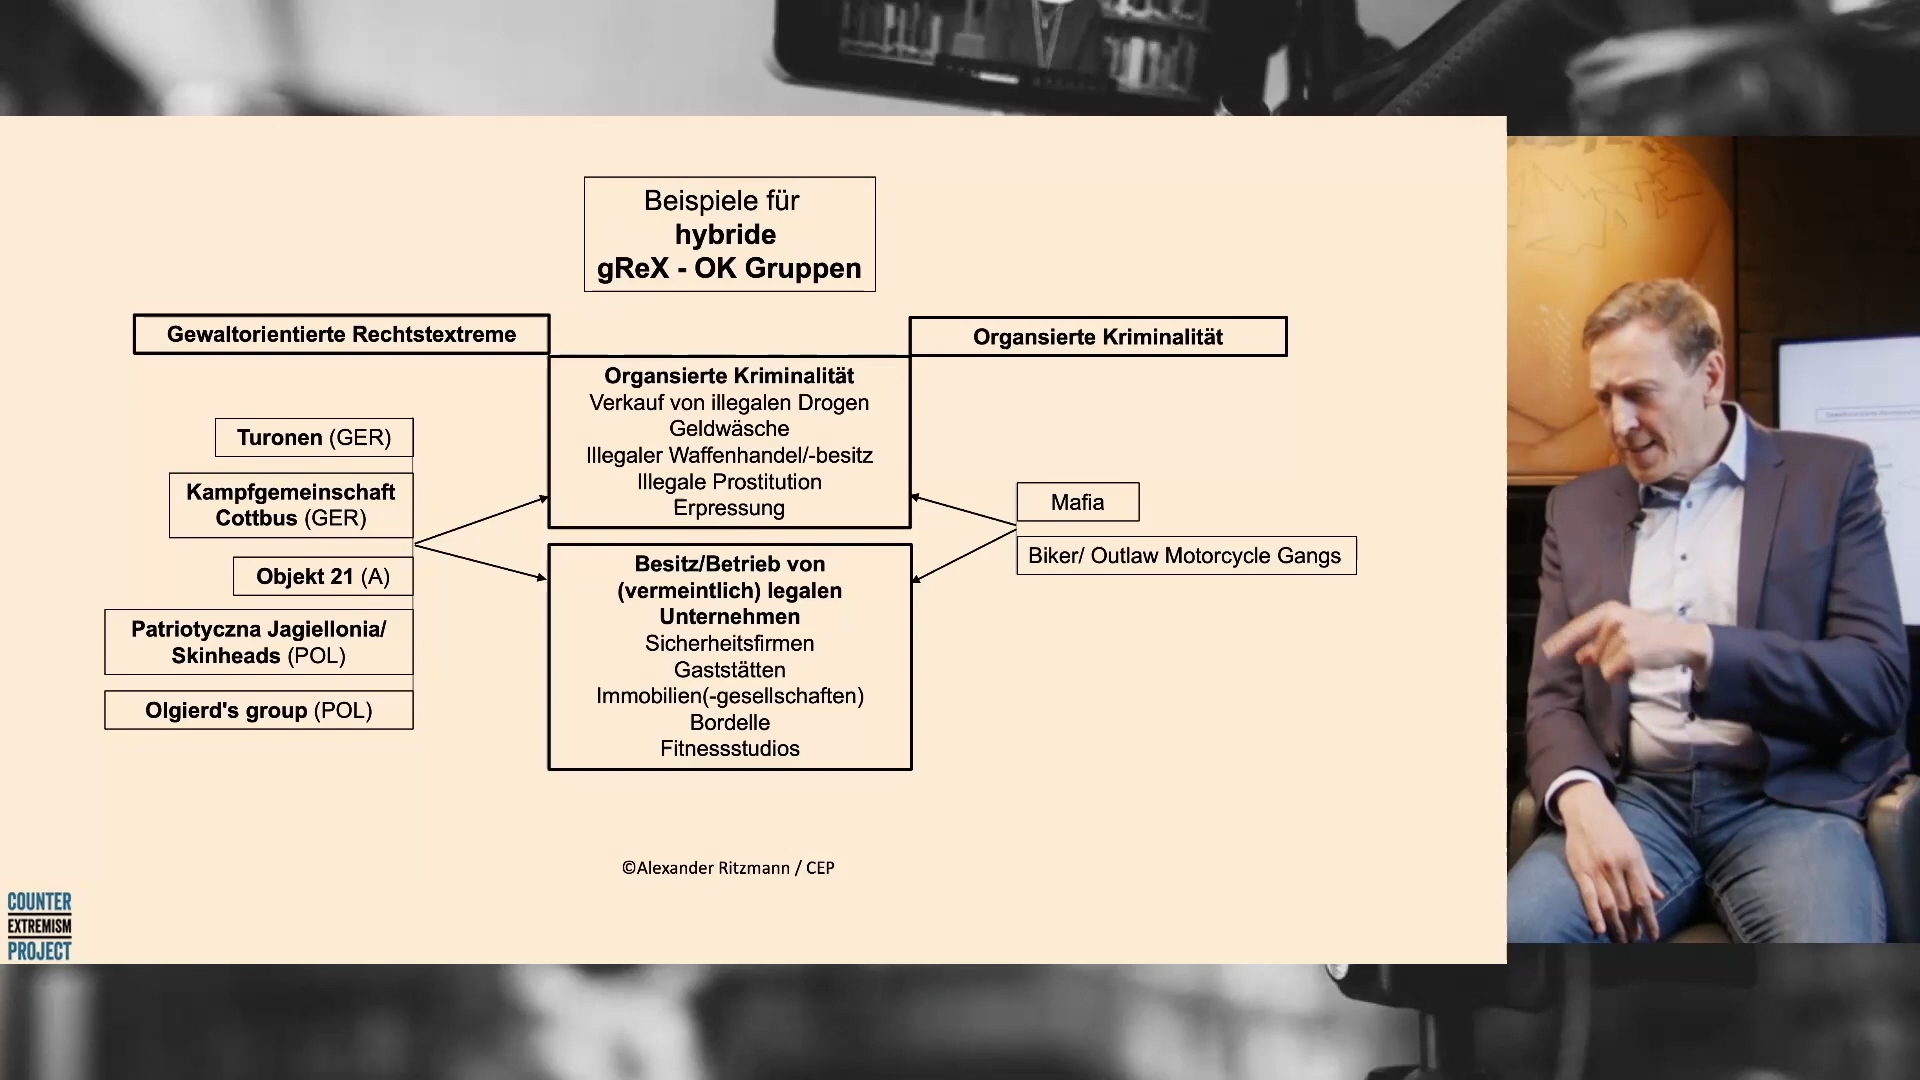 Beispiele für
hybride
gReX - OK Gruppen
Gewaltorientierte Rechtstextreme
Organsierte Kriminalität
Organsierte Kriminalität
Verkauf von illegalen Drogen
Geldwäsche
Illegaler Waffenhandel/-besitz
Illegale Prostitution
Erpressung
Turonen (GER)
Kampfgemeinschaft
Cottbus (GER)
Objekt 21 (A)
Patriotyczna Jagiellonia/
Skinheads (POL)
Olgierd's group (POL)
Mafia
Biker/ Outlaw Motorcycle Gangs
Besitz/Betrieb von
(vermeintlich) legalen
Unternehmen
Sicherheitsfirmen
Gaststätten
Immobilien(-gesellschaften)
Bordelle
Fitnessstudios
©Alexander Ritzmann / CEP
COUNTER
EXTREMISM
PROJECT